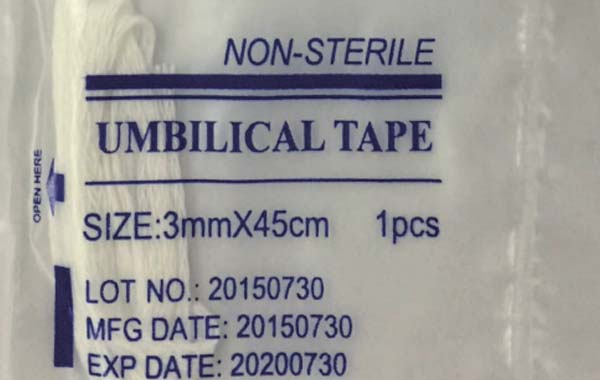 NON-STERILE
UMBILICAL TAPE
OPEN HERE
SIZE:3mmX45cm 1pcs
LOT NO.: 20150730
MFG DATE: 20150730
EXP DATE: 20200730